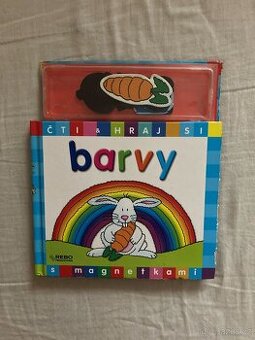 ČTI & HRAJ SI
barvy
REBO
s magnetkami